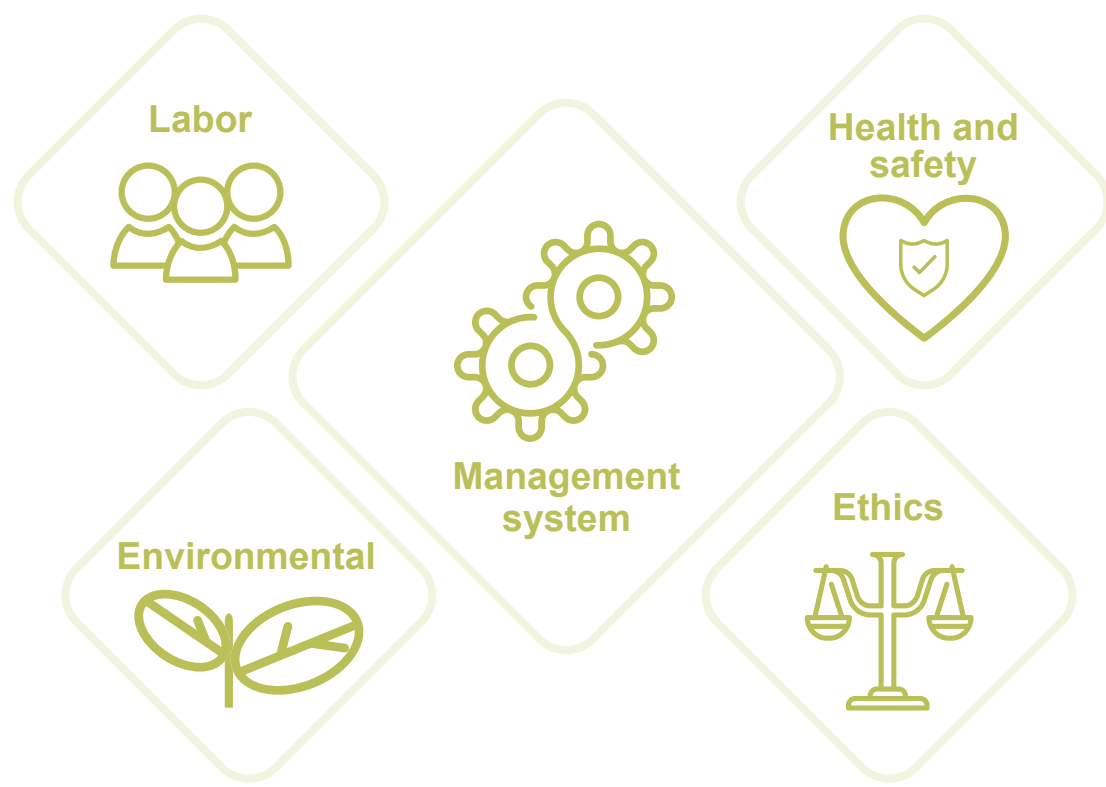 Labor
Health and
safety
Management
system
Environmental
Ethics